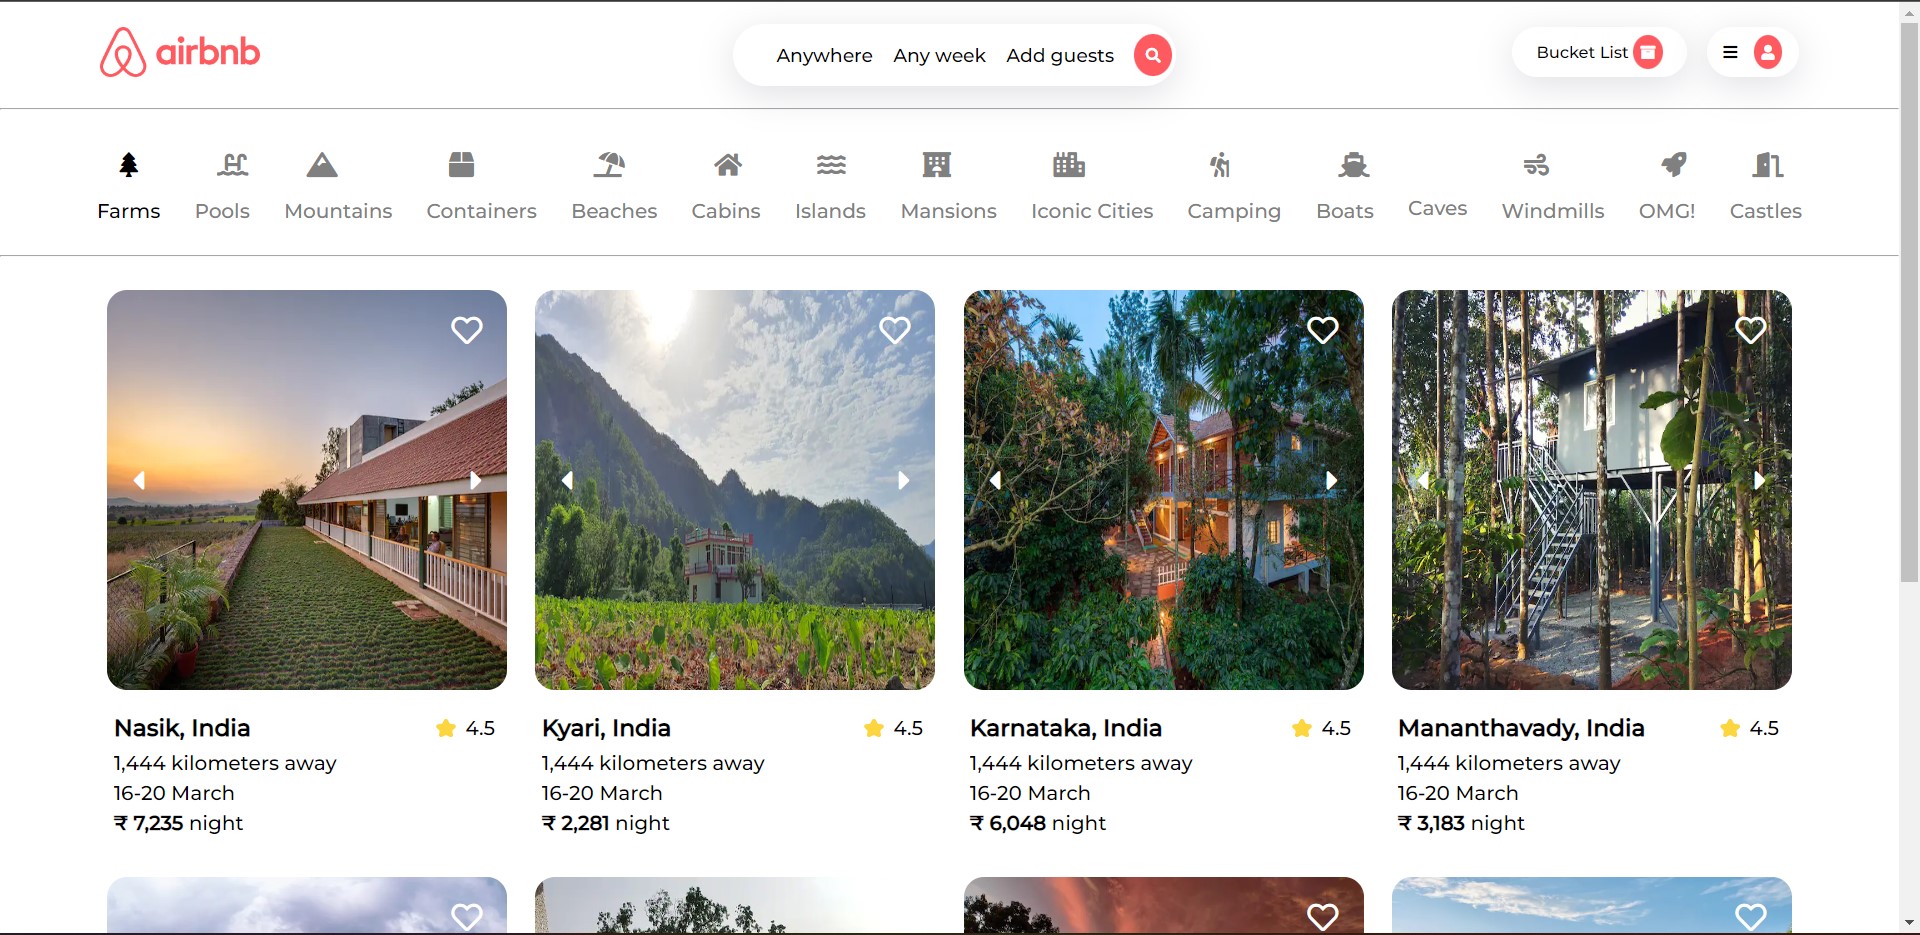 airbnb
Anywhere Any week Add guests
Bucket List
Farms Pools Mountains Containers Beaches Cabins Islands Mansions Iconic Cities Camping Boats Caves Windmills OMG! Castles
Nasik, India 4.5
1,444 kilometers away
16-20 March
₹ 7,235 night
Kyari, India 4.5
1,444 kilometers away
16-20 March
₹ 2,281 night
Karnataka, India 4.5
1,444 kilometers away
16-20 March
₹ 6,048 night
Mananthavady, India 4.5
1,444 kilometers away
16-20 March
₹ 3,183 night